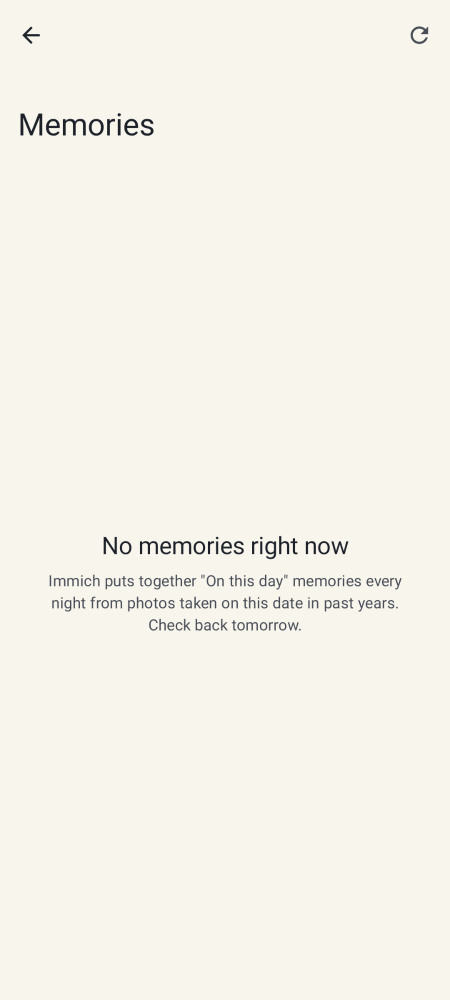 Memories
No memories right now
Immich puts together "On this day" memories every
night from photos taken on this date in past years.
Check back tomorrow.